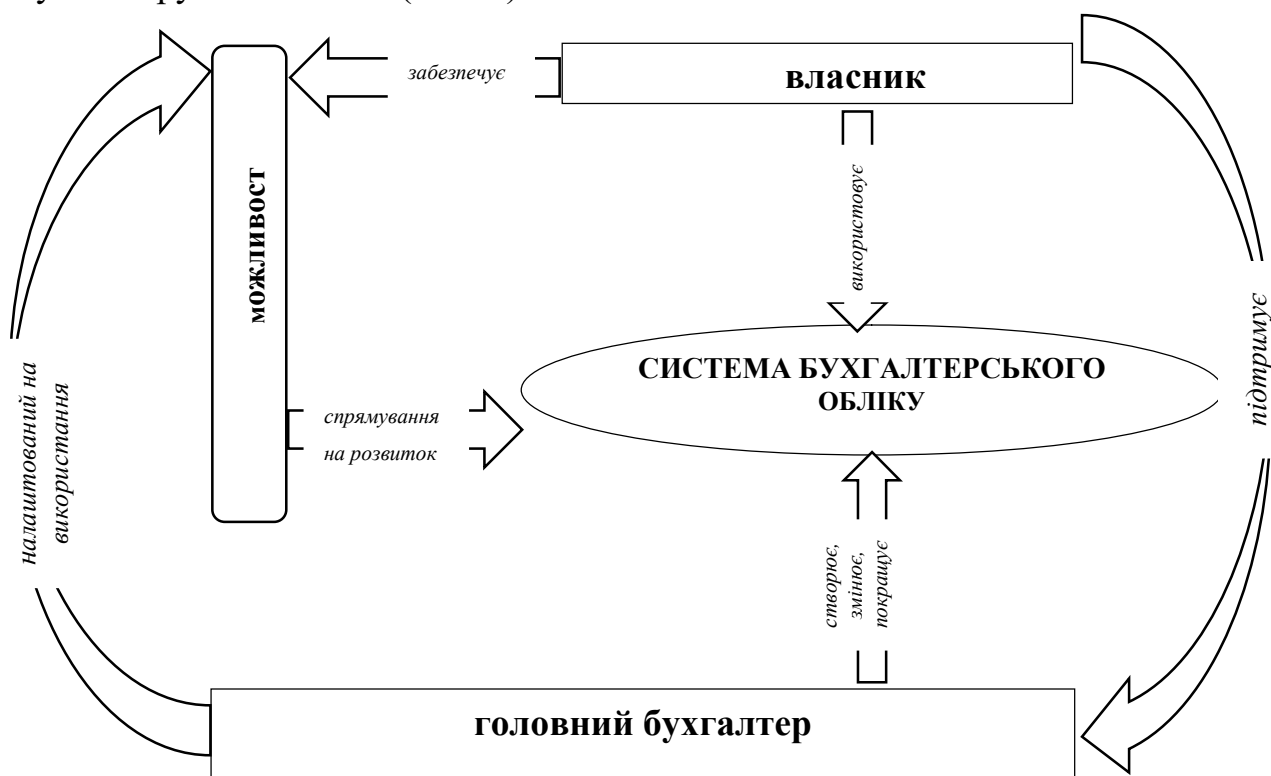 забезпечує
власник
можливост
використовує
СИСТЕМА БУХГАЛТЕРСЬКОГО
ОБЛІКУ
підтримує
спрямування
на розвиток
налаштований на
використання
створює,
змінює,
покращує
головний бухгалтер